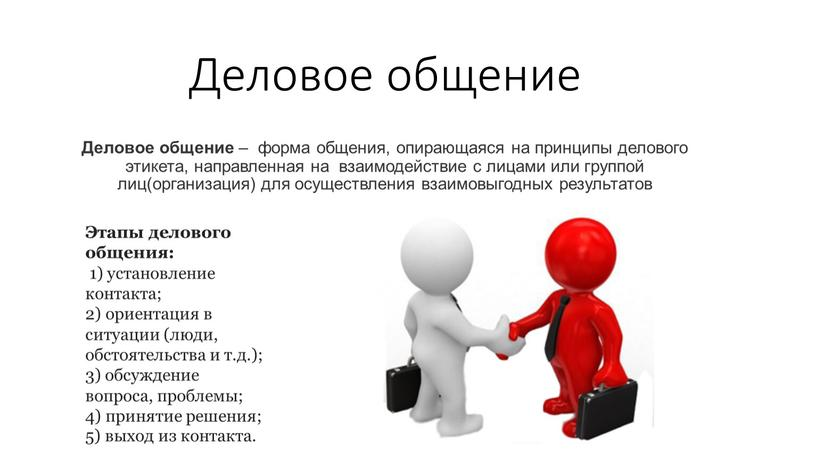 Деловое общение
Деловое общение – форма общения, опирающаяся на принципы делового
этикета, направленная на взаимодействие с лицами или группой
лиц(организация) для осуществления взаимовыгодных результатов
Этапы делового
общения:
1) установление
контакта;
2) ориентация в
ситуации (люди,
обстоятельства и т.д.);
3) обсуждение
вопроса, проблемы;
4) принятие решения;
5) выход из контакта.